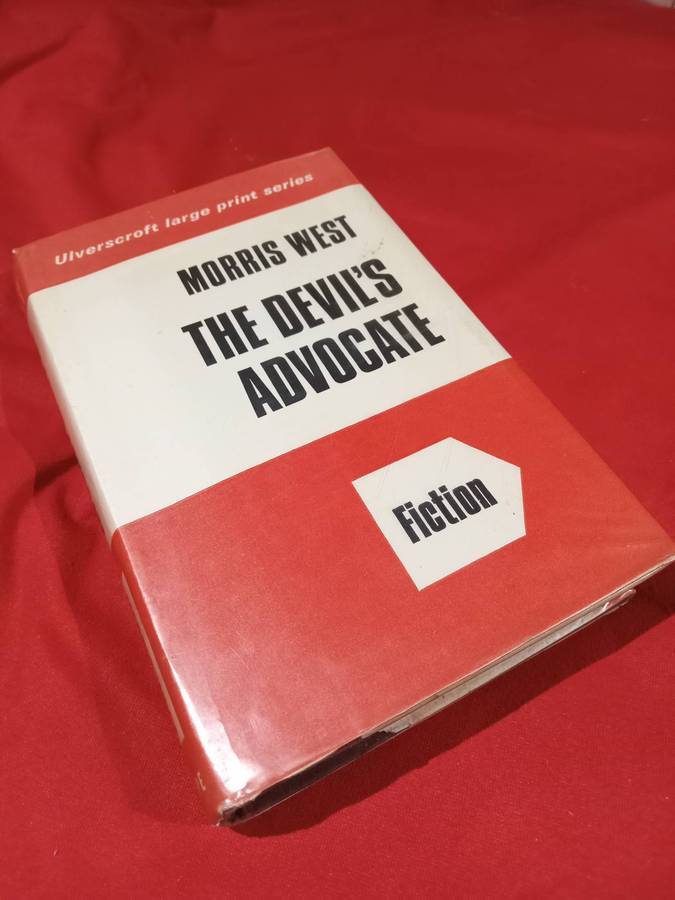 Ulverscroft large print series
MORRIS WEST
THE DEVIL'S
ADVOCATE
Fiction